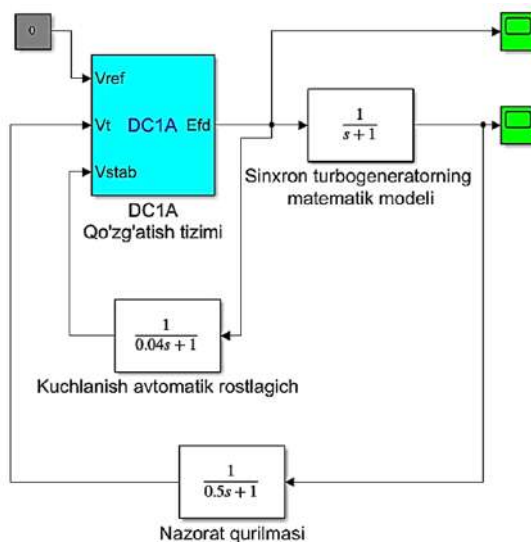 0
Vref
Vt
DC1A
Efd
Vstab
DC1A
Qo'zg'atish tizimi
1
s+1
Sinxron turbogeneratorning
matematik modeli
1
0.04s+1
Kuchlanish avtomatik rostlagich
1
0.5s+1
Nazorat qurilmasi